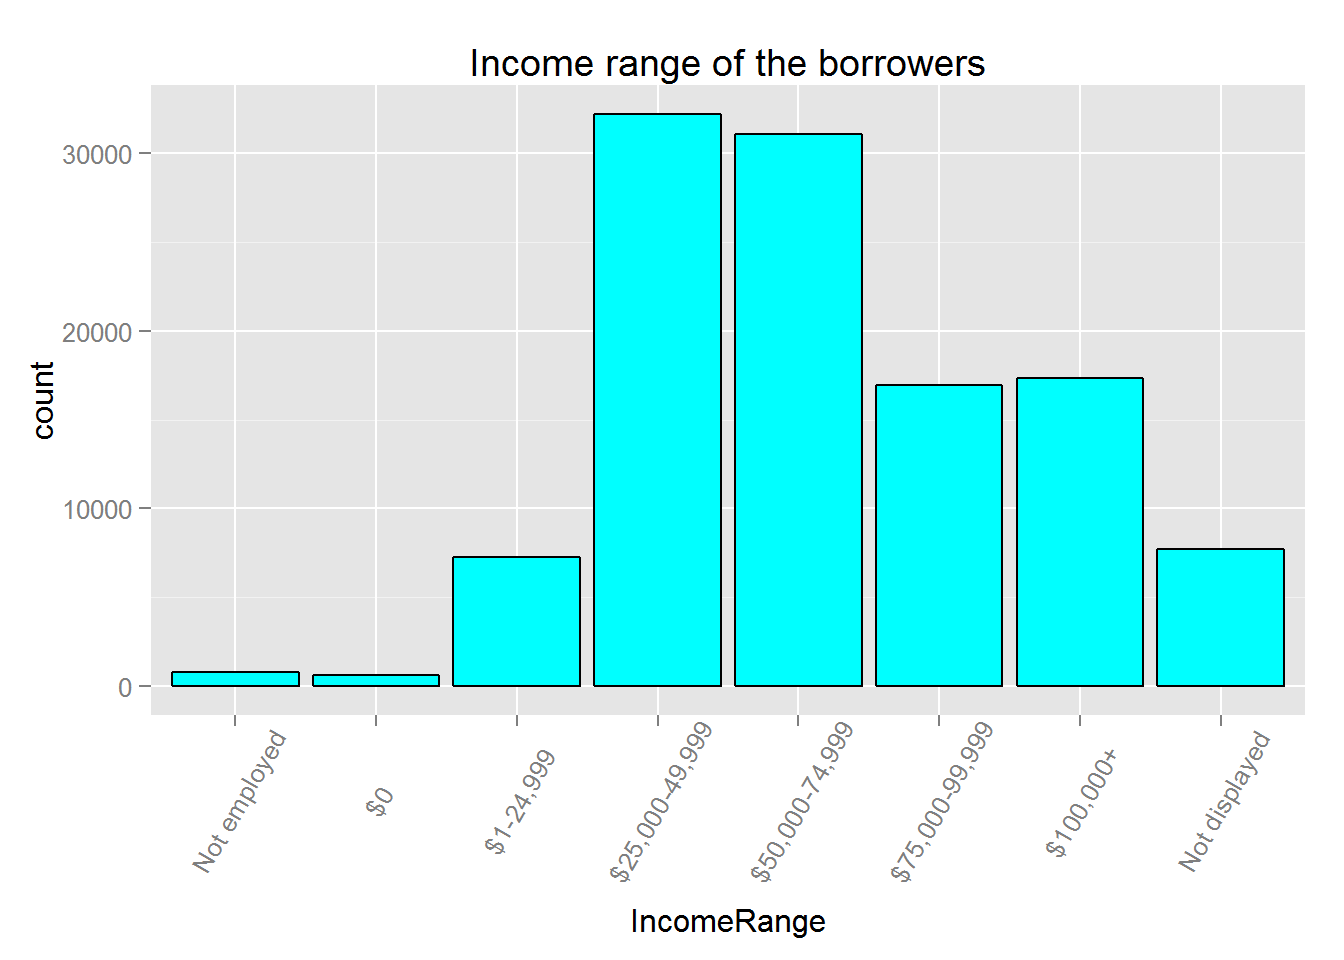 Income range of the borrowers
count
30000
20000
10000
0
Not employed
$0
$1-24,999
$25,000-49,999
$50,000-74,999
$75,000-99,999
$100,000+
Not displayed
IncomeRange